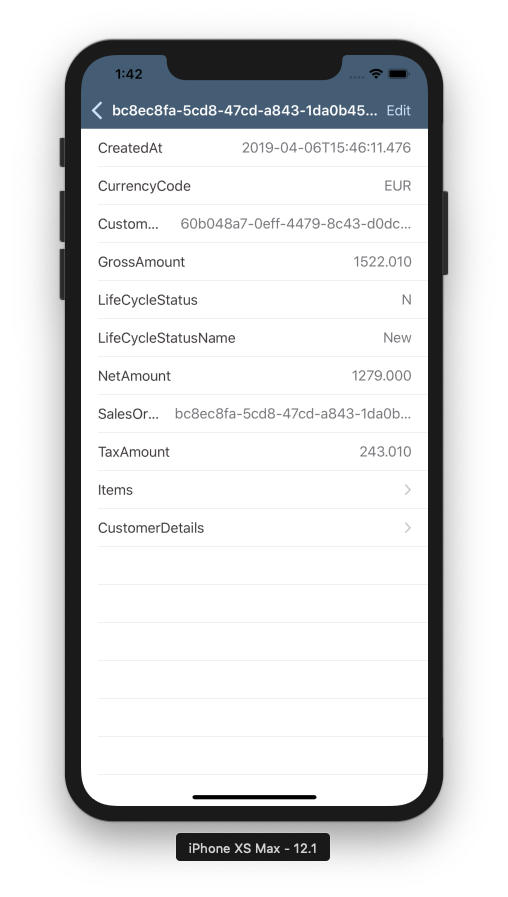 1:42
bc8ec8fa-5cd8-47cd-a843-1da0b45... Edit
CreatedAt 2019-04-06T15:46:11.476
CurrencyCode EUR
Custom... 60b048a7-0eff-4479-8c43-d0dc...
GrossAmount 1522.010
LifeCycleStatus N
LifeCycleStatusName New
NetAmount 1279.000
SalesOr... bc8ec8fa-5cd8-47cd-a843-1da0b...
TaxAmount 243.010
Items
CustomerDetails
iPhone XS Max - 12.1